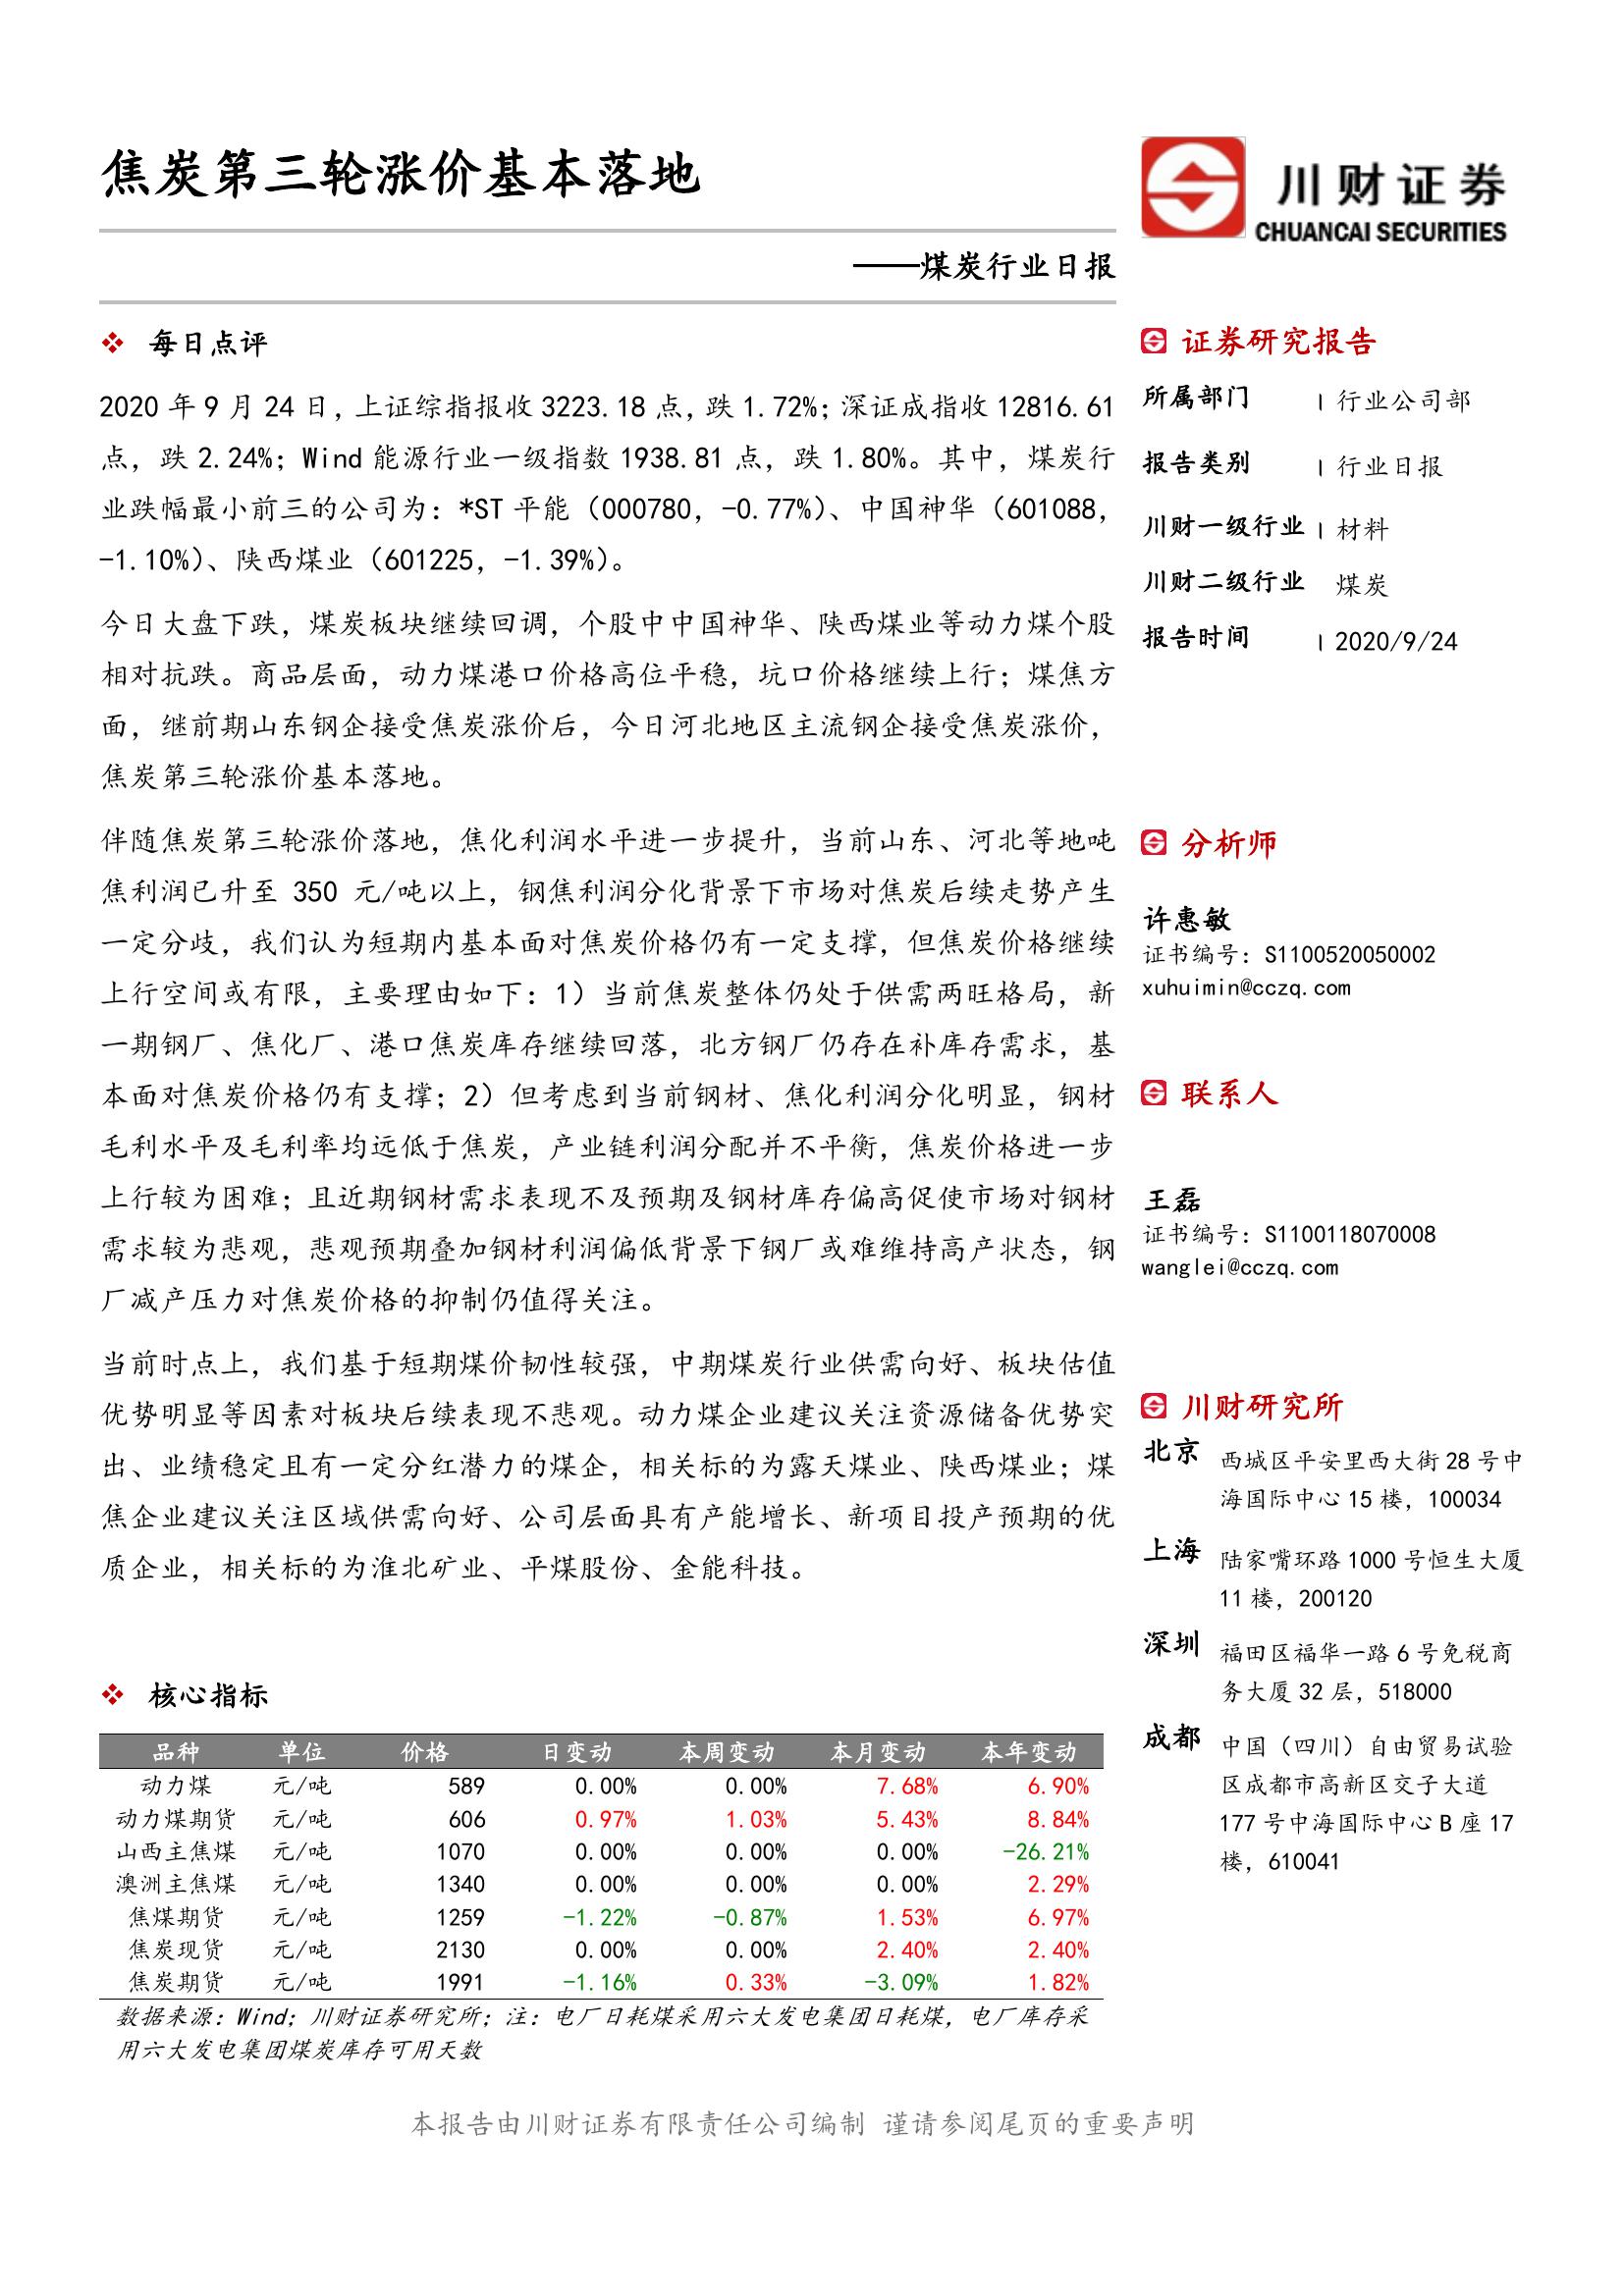 焦炭第三轮涨价基本落地
川财证券
CHUANCAI SECURITIES
——煤炭行业日报
❖ 每日点评
2020 年 9 月 24 日，上证综指报收 3223.18 点，跌 1.72%；深证成指收 12816.61
点，跌 2.24%；Wind 能源行业一级指数 1938.81 点，跌 1.80%。其中，煤炭行
业跌幅最小前三的公司为：*ST 平能（000780，-0.77%）、中国神华（601088，
-1.10%）、陕西煤业（601225，-1.39%）。
今日大盘下跌，煤炭板块继续回调，个股中中国神华、陕西煤业等动力煤个股
相对抗跌。商品层面，动力煤港口价格高位平稳，坑口价格继续上行；煤焦方
面，继前期山东钢企接受焦炭涨价后，今日河北地区主流钢企接受焦炭涨价，
焦炭第三轮涨价基本落地。
伴随焦炭第三轮涨价落地，焦化利润水平进一步提升，当前山东、河北等地吨
焦利润已升至 350 元/吨以上，钢焦利润分化背景下市场对焦炭后续走势产生
一定分歧，我们认为短期内基本面对焦炭价格仍有一定支撑，但焦炭价格继续
上行空间或有限，主要理由如下：1）当前焦炭整体仍处于供需两旺格局，新
一期钢厂、焦化厂、港口焦炭库存继续回落，北方钢厂仍存在补库存需求，基
本面对焦炭价格仍有支撑；2）但考虑到当前钢材、焦化利润分化明显，钢材
毛利水平及毛利率均远低于焦炭，产业链利润分配并不平衡，焦炭价格进一步
上行较为困难；且近期钢材需求表现不及预期及钢材库存偏高促使市场对钢材
需求较为悲观，悲观预期叠加钢材利润偏低背景下钢厂或难维持高产状态，钢
厂减产压力对焦炭价格的抑制仍值得关注。
当前时点上，我们基于短期煤价韧性较强，中期煤炭行业供需向好、板块估值
优势明显等因素对板块后续表现不悲观。动力煤企业建议关注资源储备优势突
出、业绩稳定且有一定分红潜力的煤企，相关标的为露天煤业、陕西煤业；煤
焦企业建议关注区域供需向好、公司层面具有产能增长、新项目投产预期的优
质企业，相关标的为淮北矿业、平煤股份、金能科技。
❖ 核心指标
品种 单位 价格 日变动 本周变动 本月变动 本年变动
动力煤 元/吨 589 0.00% 0.00% 7.68% 6.90%
动力煤期货 元/吨 606 0.97% 1.03% 5.43% 8.84%
山西主焦煤 元/吨 1070 0.00% 0.00% 0.00% -26.21%
澳洲主焦煤 元/吨 1340 0.00% 0.00% 0.00% 2.29%
焦煤期货 元/吨 1259 -1.22% -0.87% 1.53% 6.97%
焦炭现货 元/吨 2130 0.00% 0.00% 2.40% 2.40%
焦炭期货 元/吨 1991 -1.16% 0.33% -3.09% 1.82%
数据来源：Wind；川财证券研究所；注：电厂日耗煤采用六大发电集团日耗煤，电厂库存采
用六大发电集团煤炭库存可用天数
证券研究报告
所属部门 | 行业公司部
报告类别 | 行业日报
川财一级行业 | 材料
川财二级行业 煤炭
报告时间 | 2020/9/24
分析师
许惠敏
证书编号：S1100520050002
xuhuimin@cczq.com
联系人
王磊
证书编号：S1100118070008
wanglei@cczq.com
川财研究所
北京 西城区平安里西大街 28 号中
海国际中心 15 楼，100034
上海 陆家嘴环路 1000 号恒生大厦
11 楼，200120
深圳 福田区福华一路 6 号免税商
务大厦 32 层，518000
成都 中国（四川）自由贸易试验
区成都市高新区交子大道
177 号中海国际中心 B 座 17
楼，610041
本报告由川财证券有限责任公司编制 谨请参阅尾页的重要声明